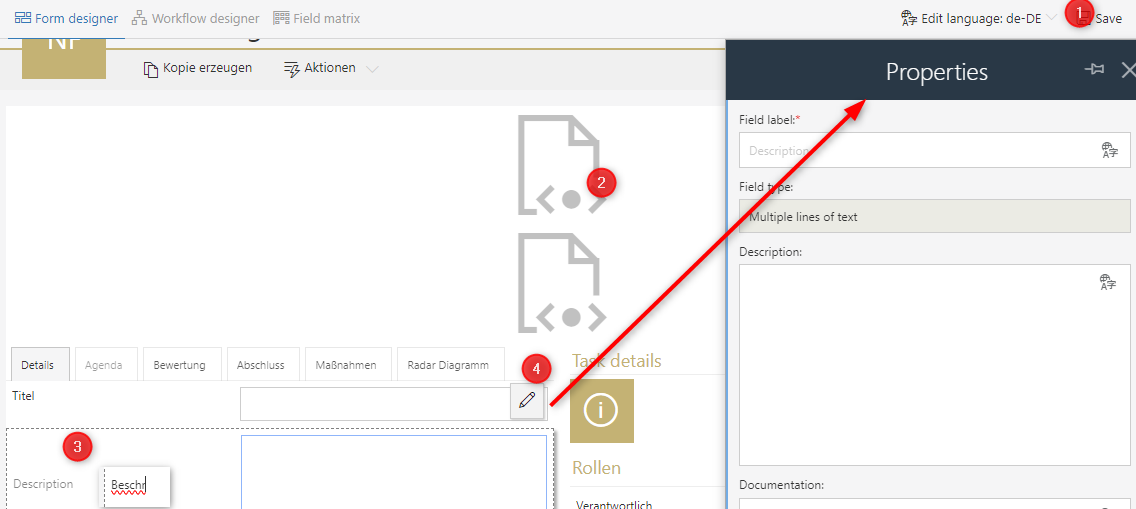 Form designer Workflow designer Field matrix Edit language: de-DE 1 Save
NF
Kopie erzeugen Aktionen
Properties
Field label:*
Description
2
Field type:
Multiple lines of text
Description:
Details Agenda Bewertung Abschluss Maßnahmen Radar Diagramm
4
Task details
Titel
3
Rollen
Description Beschr
Documentation:
Verantwortlich